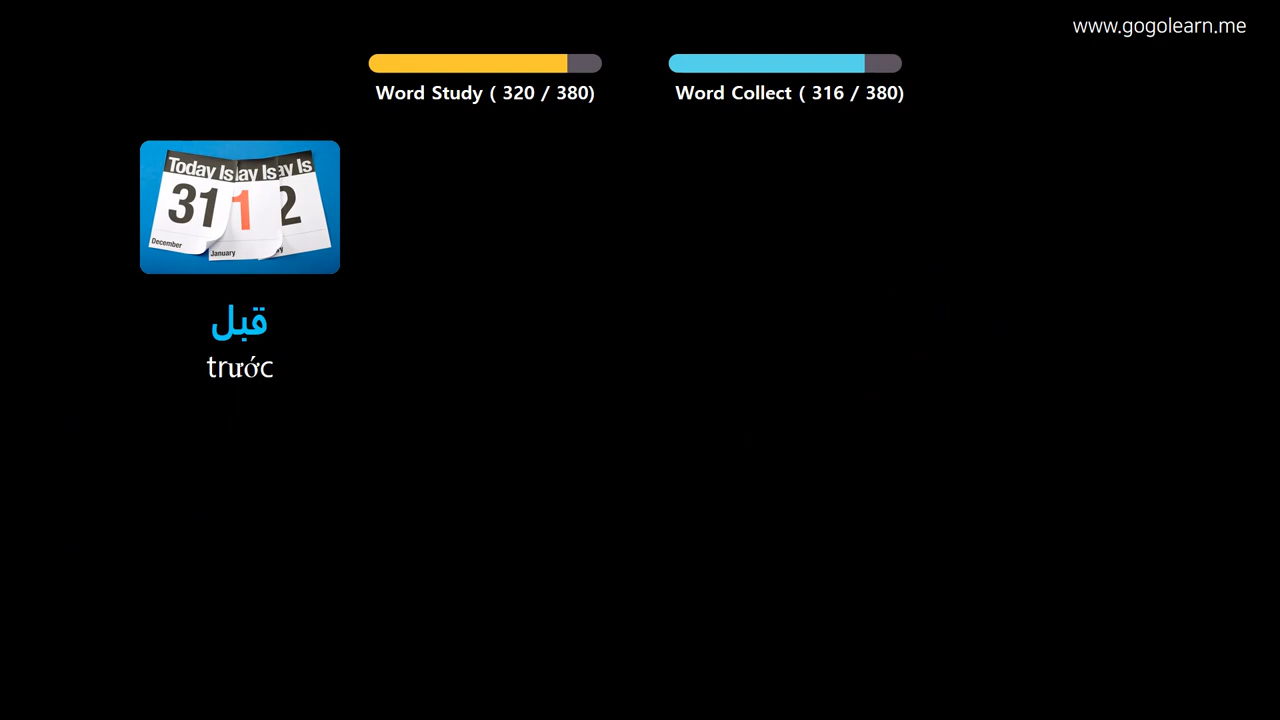 www.gogolearn.me
Word Study ( 320 / 380)
Word Collect ( 316 / 380)
Today Is ay Is ay Is
31 1 2
December
January
قبل
trước